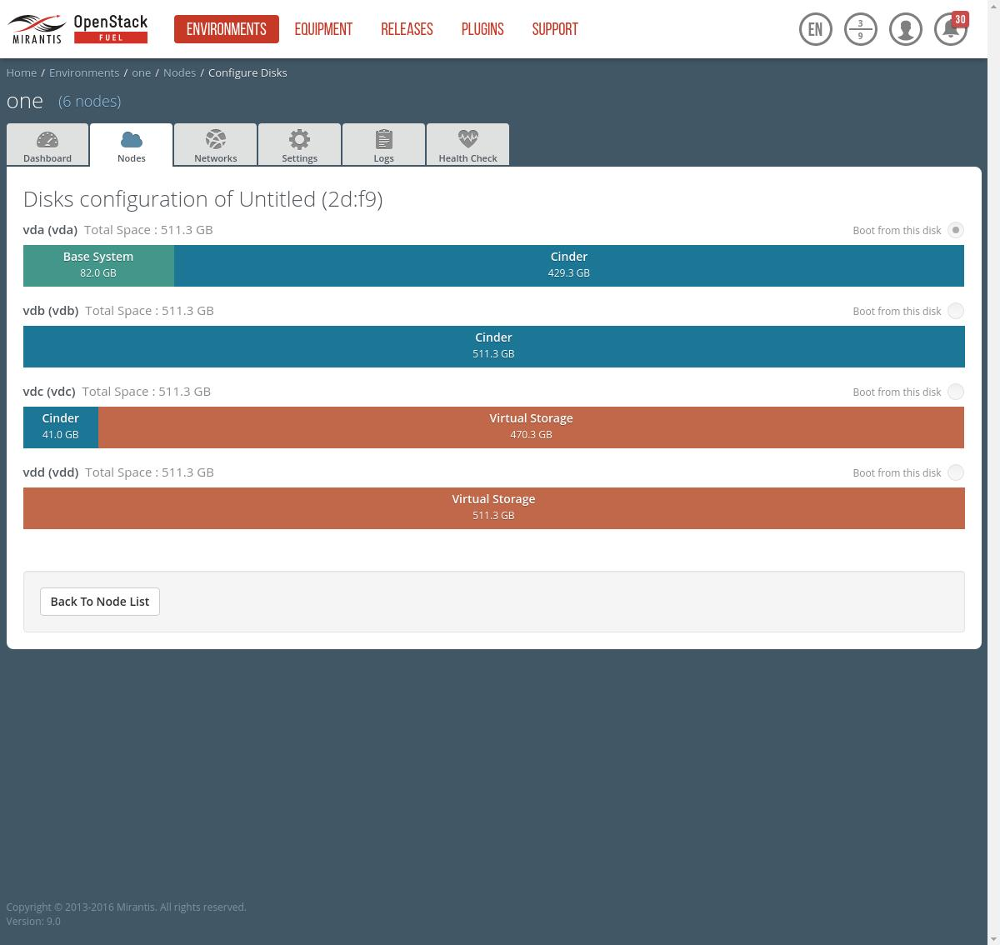 MIRANTIS OpenStack FUEL ENVIRONMENTS EQUIPMENT RELEASES PLUGINS SUPPORT EN 3 9 30
Home / Environments / one / Nodes / Configure Disks
one (6 nodes)
Dashboard Nodes Networks Settings Logs Health Check
Disks configuration of Untitled (2d:f9)
vda (vda) Total Space : 511.3 GB Boot from this disk
Base System Cinder
82.0 GB 429.3 GB
vdb (vdb) Total Space : 511.3 GB Boot from this disk
Cinder
511.3 GB
vdc (vdc) Total Space : 511.3 GB Boot from this disk
Cinder Virtual Storage
41.0 GB 470.3 GB
vdd (vdd) Total Space : 511.3 GB Boot from this disk
Virtual Storage
511.3 GB
Back To Node List
Copyright © 2013-2016 Mirantis. All rights reserved.
Version: 9.0